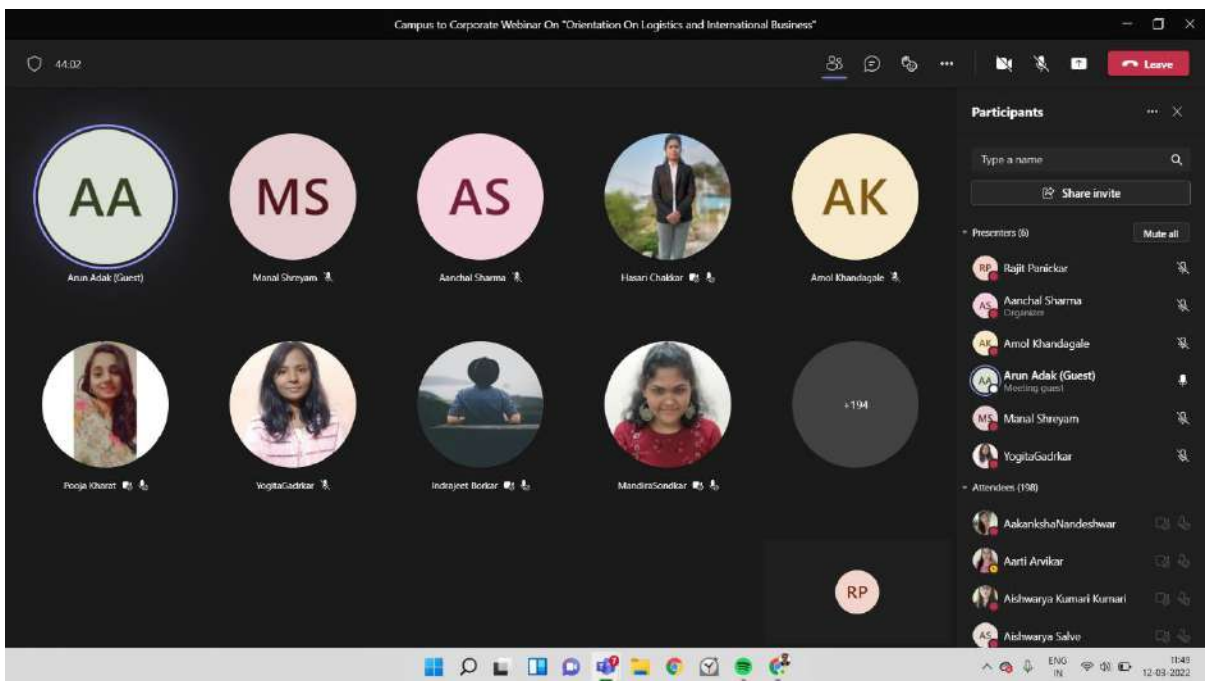 Campus to Corporate Webinar On "Orientation On Logistics and International Business"
44:02
Leave
AA
MS
AS
AK
Arun Adak (Guest)
Manal Shreyam
Aanchal Sharma
Hasari Chakkar
Amol Khandagale
+194
Pooja Kharat
YogitaGadrkar
Indrajeet Borkar
MandiraSondkar
RP
Participants
Type a name
Share invite
Presenters (6)
Mute all
RP Rajit Panickar
AS Aanchal Sharma
Organizer
AK Amol Khandagale
AA Arun Adak (Guest)
Meeting guest
MS Manal Shreyam
YogitaGadrkar
Attendees (198)
AakankshaNandeshwar
Aarti Arvikar
Aishwarya Kumari Kumari
AS Aishwarya Salve
ENG
IN
12-03-2022